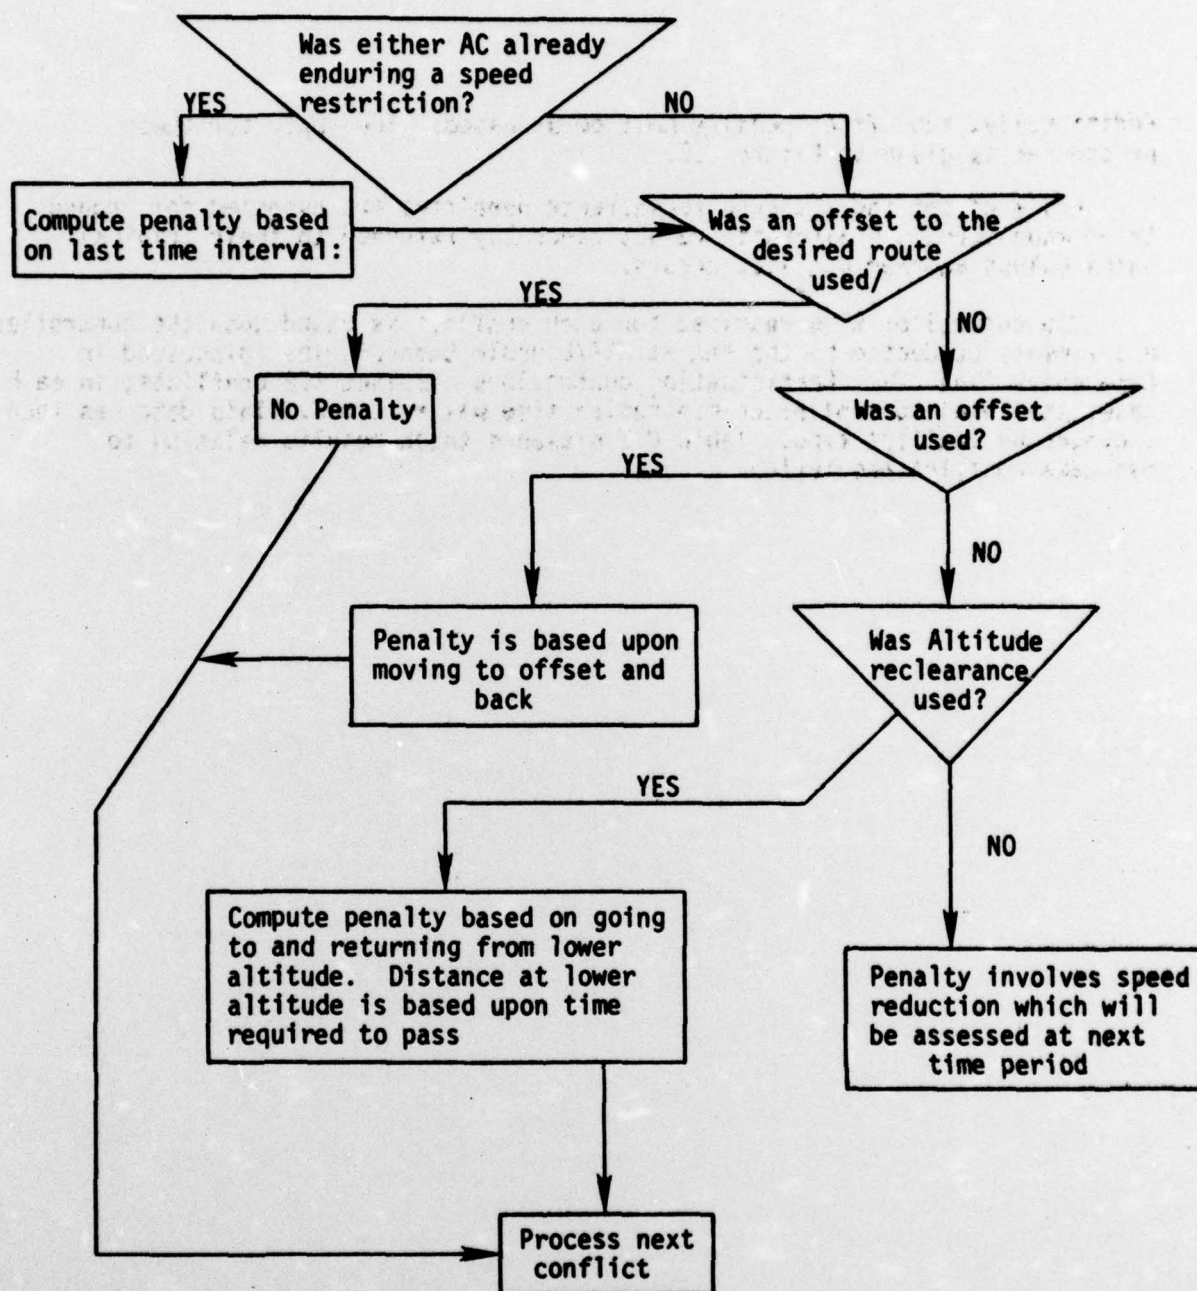 Was either AC already
enduring a speed
restriction?
YES
NO
Compute penalty based
on last time interval:
Was an offset to the
desired route
used/
YES
NO
No Penalty
Was an offset
used?
YES
NO
Penalty is based upon
moving to offset and
back
Was Altitude
reclearance
used?
YES
NO
Compute penalty based on going
to and returning from lower
altitude. Distance at lower
altitude is based upon time
required to pass
Penalty involves speed
reduction which will
be assessed at next
time period
Process next
conflict